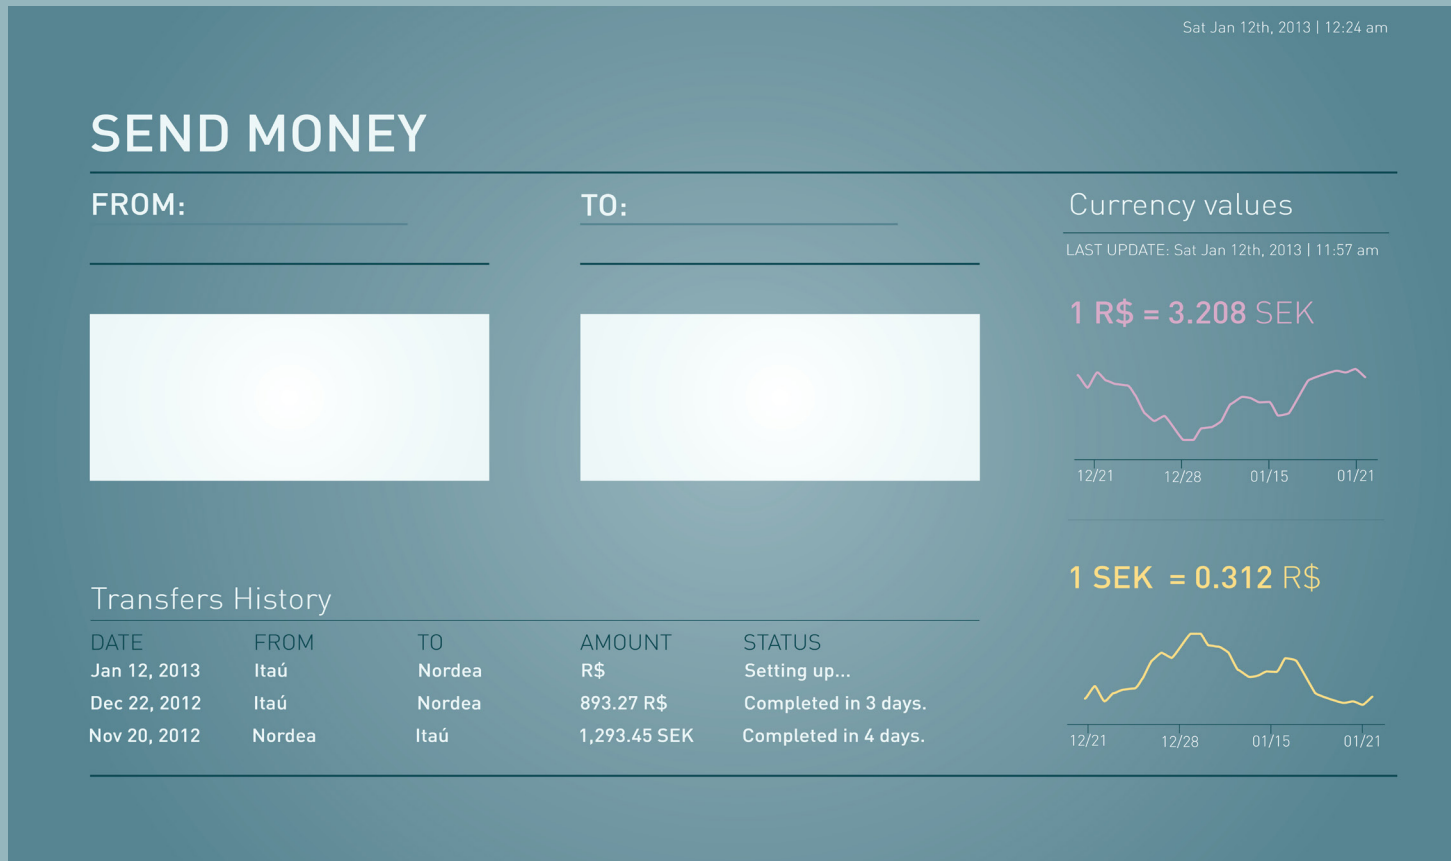 Sat Jan 12th, 2013 | 12:24 am
SEND MONEY
FROM:
TO:
Currency values
LAST UPDATE: Sat Jan 12th, 2013 | 11:57 am
1 R$ = 3.208 SEK
12/21 12/28 01/15 01/21
1 SEK = 0.312 R$
12/21 12/28 01/15 01/21
Transfers History
DATE FROM TO AMOUNT STATUS
Jan 12, 2013 Itaú Nordea R$ Setting up...
Dec 22, 2012 Itaú Nordea 893.27 R$ Completed in 3 days.
Nov 20, 2012 Nordea Itaú 1,293.45 SEK Completed in 4 days.